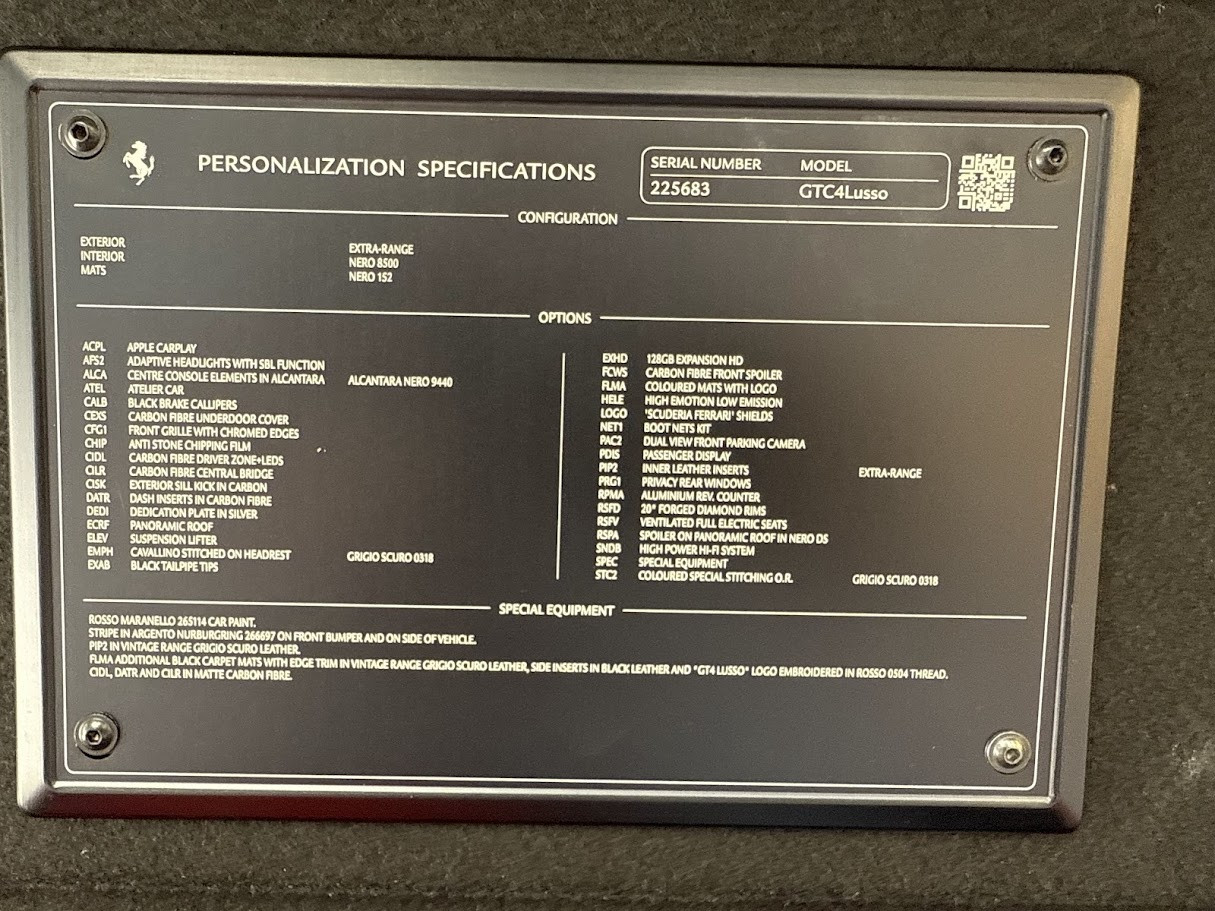 PERSONALIZATION SPECIFICATIONS
SERIAL NUMBER MODEL
225683 GTC4Lusso
CONFIGURATION
EXTERIOR EXTRA-RANGE
INTERIOR NERO 8500
MATS NERO 152
OPTIONS
ACPL APPLE CARPLAY
AFS2 ADAPTIVE HEADLIGHTS WITH SBL FUNCTION
ALCA CENTRE CONSOLE ELEMENTS IN ALCANTARA ALCANTARA NERO 9440
ATEL ATELIER CAR
CALB BLACK BRAKE CALLIPERS
CEXS CARBON FIBRE UNDERDOOR COVER
CFG1 FRONT GRILLE WITH CHROMED EDGES
CHIP ANTI STONE CHIPPING FILM
CIDL CARBON FIBRE DRIVER ZONE+LEDS
CILR CARBON FIBRE CENTRAL BRIDGE
CISK EXTERIOR SILL KICK IN CARBON
DATR DASH INSERTS IN CARBON FIBRE
DEDI DEDICATION PLATE IN SILVER
ECRF PANORAMIC ROOF
ELEV SUSPENSION LIFTER
EMPH CAVALLINO STITCHED ON HEADREST GRIGIO SCURO 0318
EXAB BLACK TAILPIPE TIPS
EXHD 128GB EXPANSION HD
FCWS CARBON FIBRE FRONT SPOILER
FLMA COLOURED MATS WITH LOGO
HELE HIGH EMOTION LOW EMISSION
LOGO 'SCUDERIA FERRARI' SHIELDS
NET1 BOOT NETS KIT
PAC2 DUAL VIEW FRONT PARKING CAMERA
PDIS PASSENGER DISPLAY
PIP2 INNER LEATHER INSERTS EXTRA-RANGE
PRG1 PRIVACY REAR WINDOWS
RPMA ALUMINIUM REV. COUNTER
RSFD 20" FORGED DIAMOND RIMS
RSFV VENTILATED FULL ELECTRIC SEATS
RSPA SPOILER ON PANORAMIC ROOF IN NERO DS
SNDB HIGH POWER HI-FI SYSTEM
SPEC SPECIAL EQUIPMENT
STC2 COLOURED SPECIAL STITCHING O.R. GRIGIO SCURO 0318
SPECIAL EQUIPMENT
ROSSO MARANELLO 265114 CAR PAINT.
STRIPE IN ARGENTO NURBURGRING 266697 ON FRONT BUMPER AND ON SIDE OF VEHICLE.
PIP2 IN VINTAGE RANGE GRIGIO SCURO LEATHER.
FLMA ADDITIONAL BLACK CARPET MATS WITH EDGE TRIM IN VINTAGE RANGE GRIGIO SCURO LEATHER, SIDE INSERTS IN BLACK LEATHER AND "GT4 LUSSO" LOGO EMBROIDERED IN ROSSO 0504 THREAD.
CIDL, DATR AND CILR IN MATTE CARBON FIBRE.